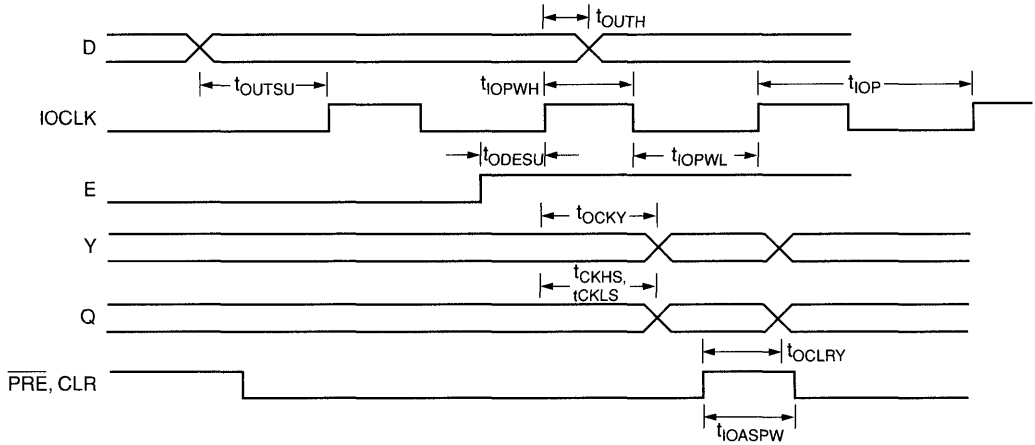 tOUTH
D
tOUTSU
tIOPWH
tIOP
IOCLK
tODESU
tIOPWL
E
tOCKY
Y
tCKHS,
tCKLS
Q
tOCLRY
PRE, CLR
tIOASPW